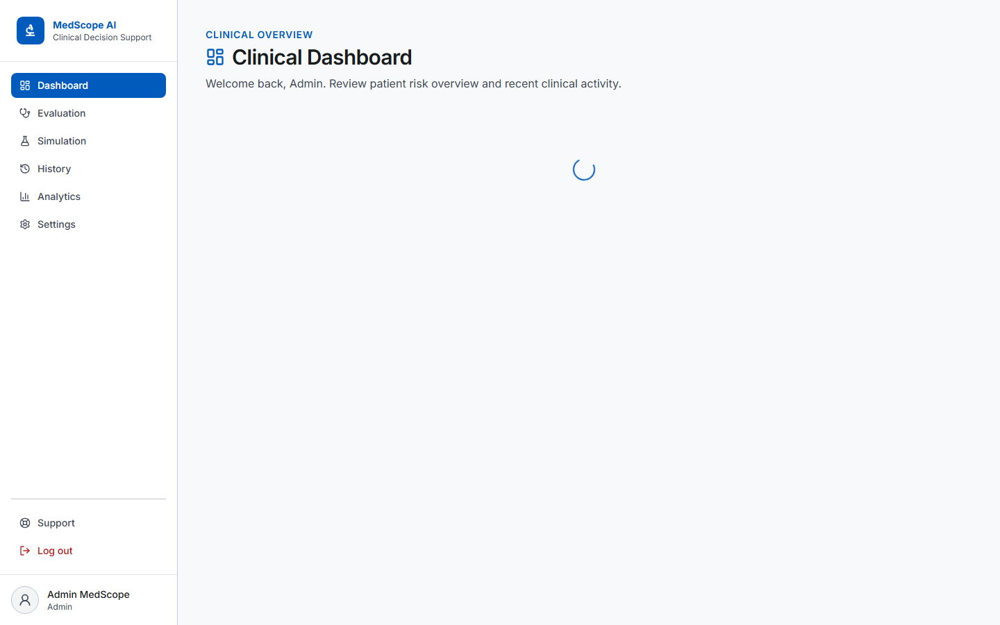 MedScope AI
Clinical Decision Support
Dashboard
Evaluation
Simulation
History
Analytics
Settings
Support
Log out
Admin MedScope
Admin
CLINICAL OVERVIEW
Clinical Dashboard
Welcome back, Admin. Review patient risk overview and recent clinical activity.